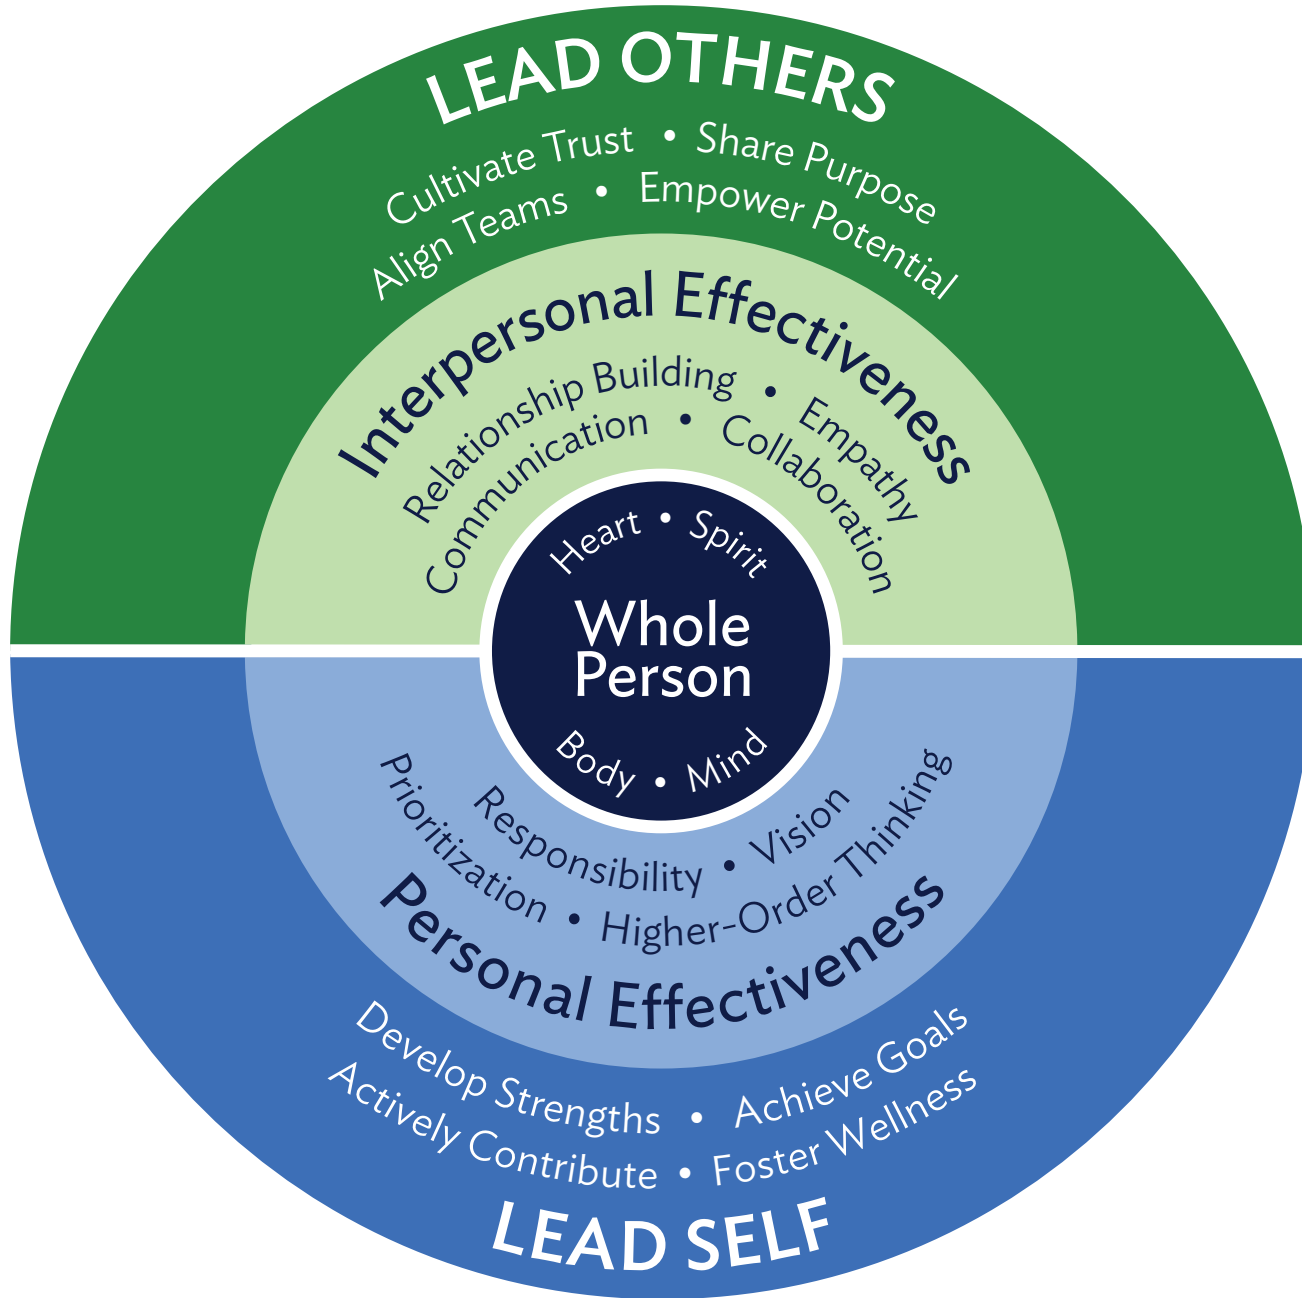 LEAD OTHERS
Cultivate Trust • Share Purpose
Align Teams • Empower Potential
Interpersonal Effectiveness
Relationship Building • Empathy
Communication • Collaboration
Heart • Spirit
Whole
Person
Body • Mind
Responsibility • Vision
Prioritization • Higher-Order Thinking
Personal Effectiveness
Develop Strengths • Achieve Goals
Actively Contribute • Foster Wellness
LEAD SELF